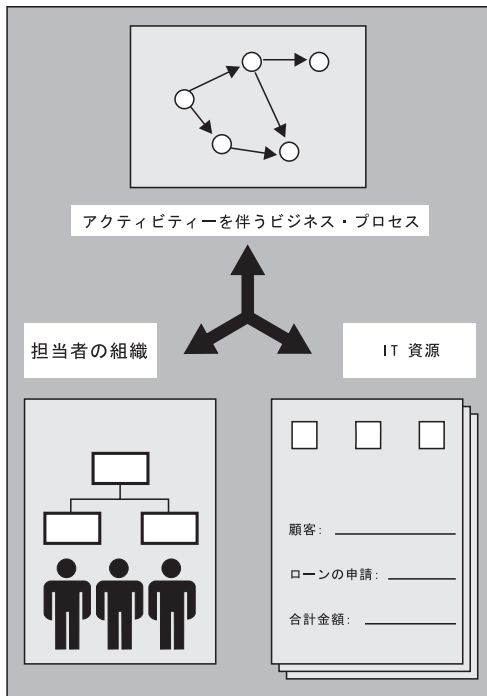 アクティビティーを伴うビジネス・プロセス
担当者の組織
IT 資源
顧客:
ローンの申請:
合計金額: